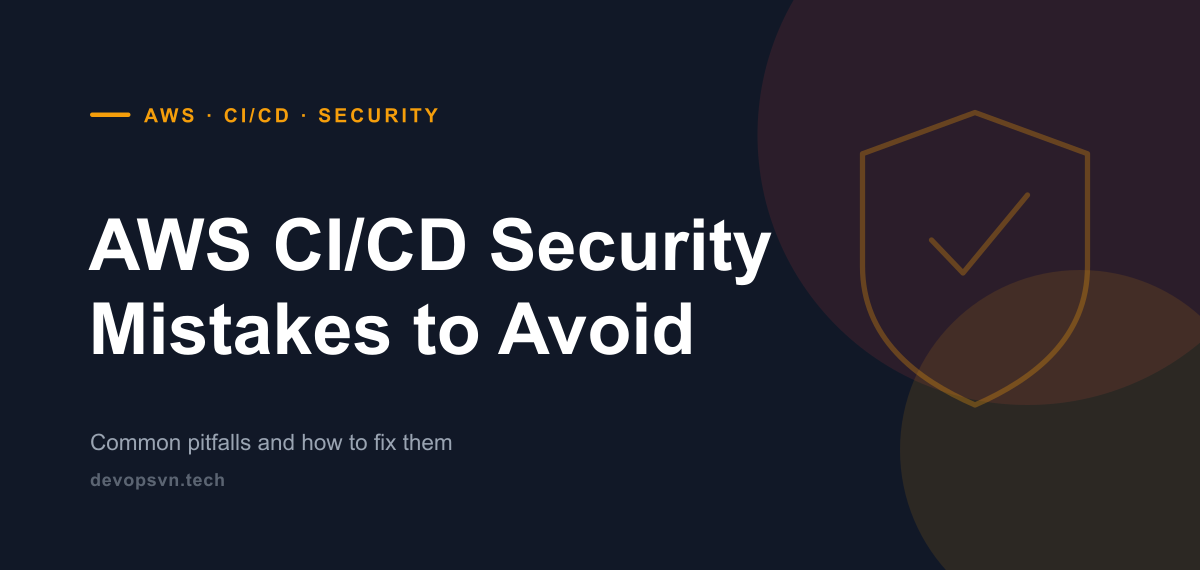 AWS · CI/CD · SECURITY
AWS CI/CD Security
Mistakes to Avoid
Common pitfalls and how to fix them
devopsvn.tech